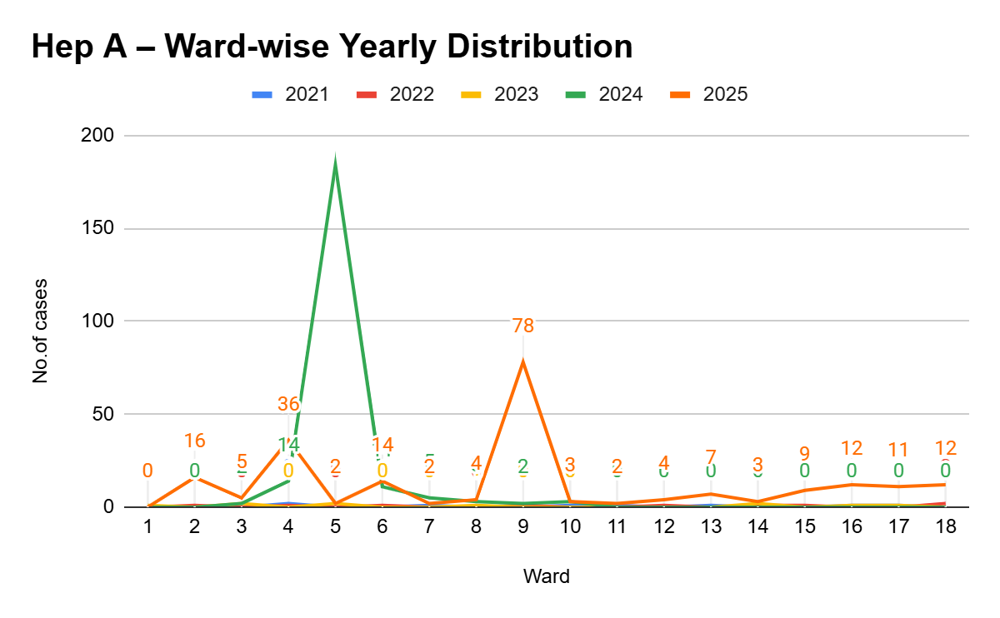 Hep A – Ward-wise Yearly Distribution
2021 2022 2023 2024 2025
200
150
100
50
0
No.of cases
0 16 5 36 2 14 2 4 78 3 2 4 7 3 9 12 11 12
0 14 0 0 2 0 0 0 0 0
1 2 3 4 5 6 7 8 9 10 11 12 13 14 15 16 17 18
Ward